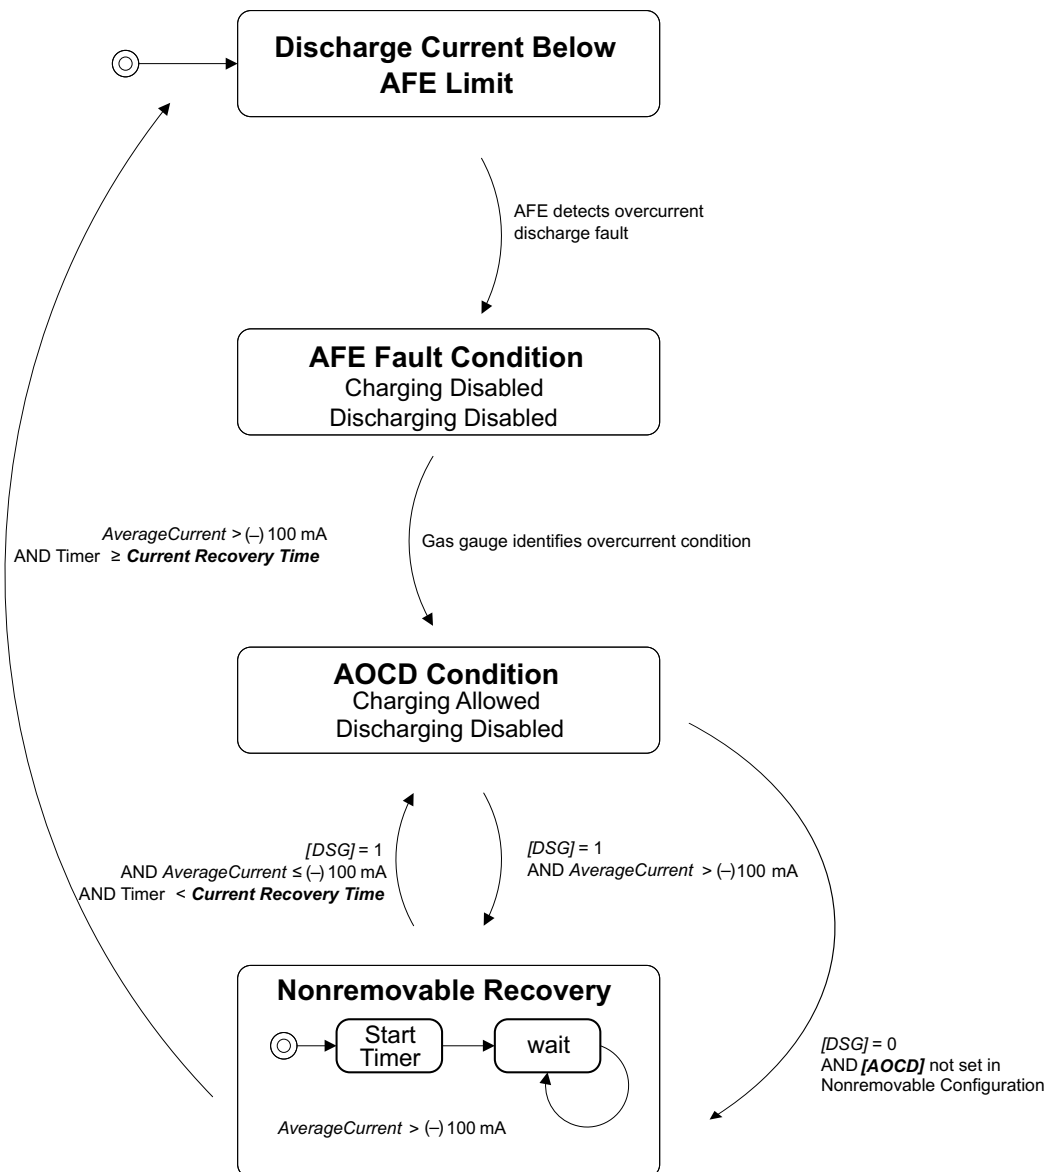 Discharge Current Below
AFE Limit
AFE detects overcurrent
discharge fault
AFE Fault Condition
Charging Disabled
Discharging Disabled
AverageCurrent > (–) 100 mA
AND Timer ≥ Current Recovery Time
Gas gauge identifies overcurrent condition
AOCD Condition
Charging Allowed
Discharging Disabled
[DSG] = 1
AND AverageCurrent ≤ (–) 100 mA
AND Timer < Current Recovery Time
[DSG] = 1
AND AverageCurrent > (–) 100 mA
Nonremovable Recovery
Start
Timer
wait
AverageCurrent > (–) 100 mA
[DSG] = 0
AND [AOCD] not set in
Nonremovable Configuration